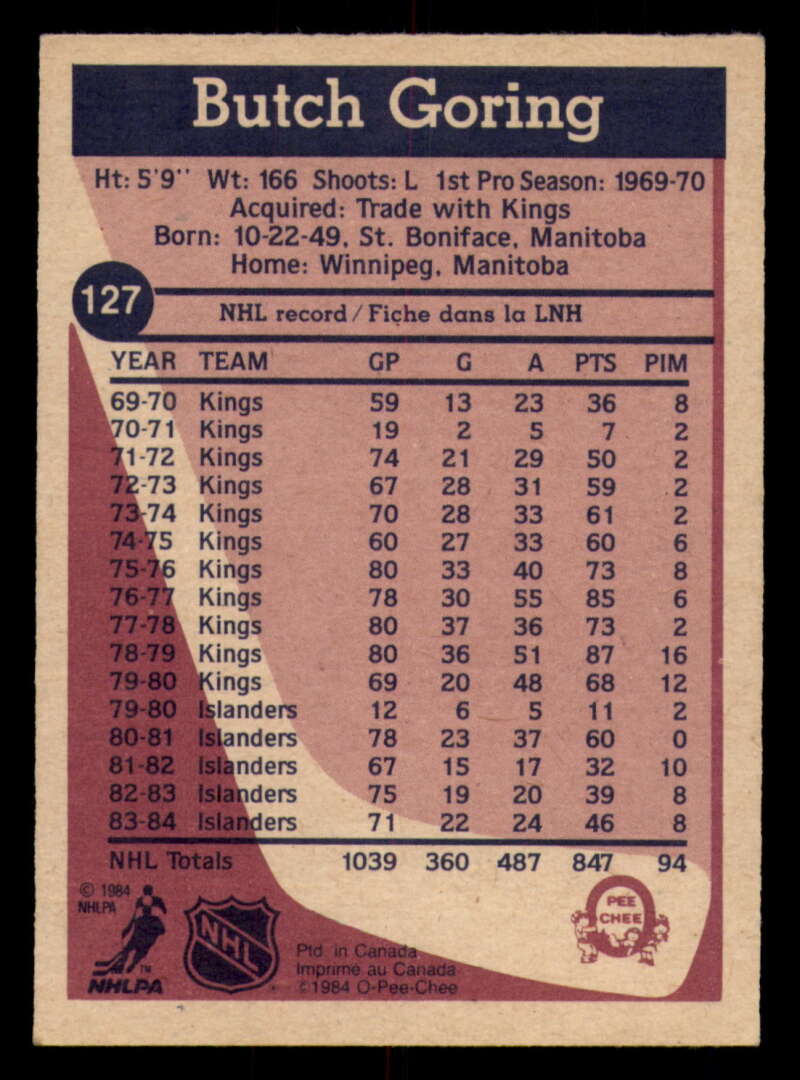 Butch Goring
Ht: 5'9" Wt: 166 Shoots: L 1st Pro Season: 1969-70
Acquired: Trade with Kings
Born: 10-22-49, St. Boniface, Manitoba
Home: Winnipeg, Manitoba
127
NHL record / Fiche dans la LNH
YEAR TEAM GP G A PTS PIM
69-70 Kings 59 13 23 36 8
70-71 Kings 19 2 5 7 2
71-72 Kings 74 21 29 50 2
72-73 Kings 67 28 31 59 2
73-74 Kings 70 28 33 61 2
74-75 Kings 60 27 33 60 6
75-76 Kings 80 33 40 73 8
76-77 Kings 78 30 55 85 6
77-78 Kings 80 37 36 73 2
78-79 Kings 80 36 51 87 16
79-80 Kings 69 20 48 68 12
79-80 Islanders 12 6 5 11 2
80-81 Islanders 78 23 37 60 0
81-82 Islanders 67 15 17 32 10
82-83 Islanders 75 19 20 39 8
83-84 Islanders 71 22 24 46 8
NHL Totals 1039 360 487 847 94
© 1984
NHLPA
TM
NHLPA
NHL
Ptd. in Canada
Imprimé au Canada
©1984 O-Pee-Chee
PEE
CHEE